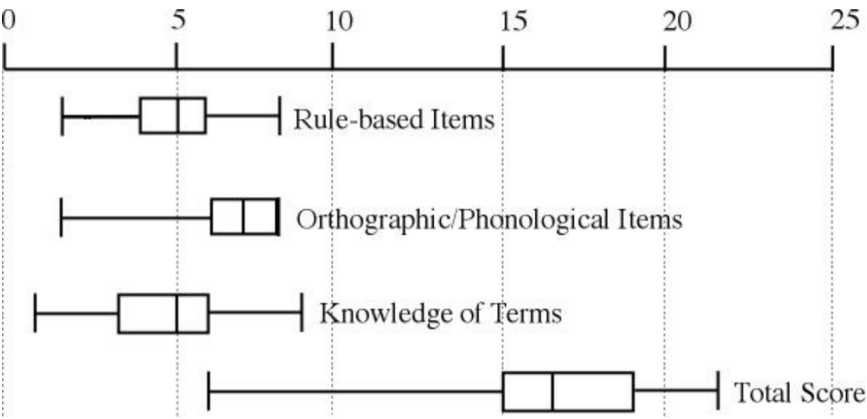 0 5 10 15 20 25
Rule-based Items
Orthographic/Phonological Items
Knowledge of Terms
Total Score